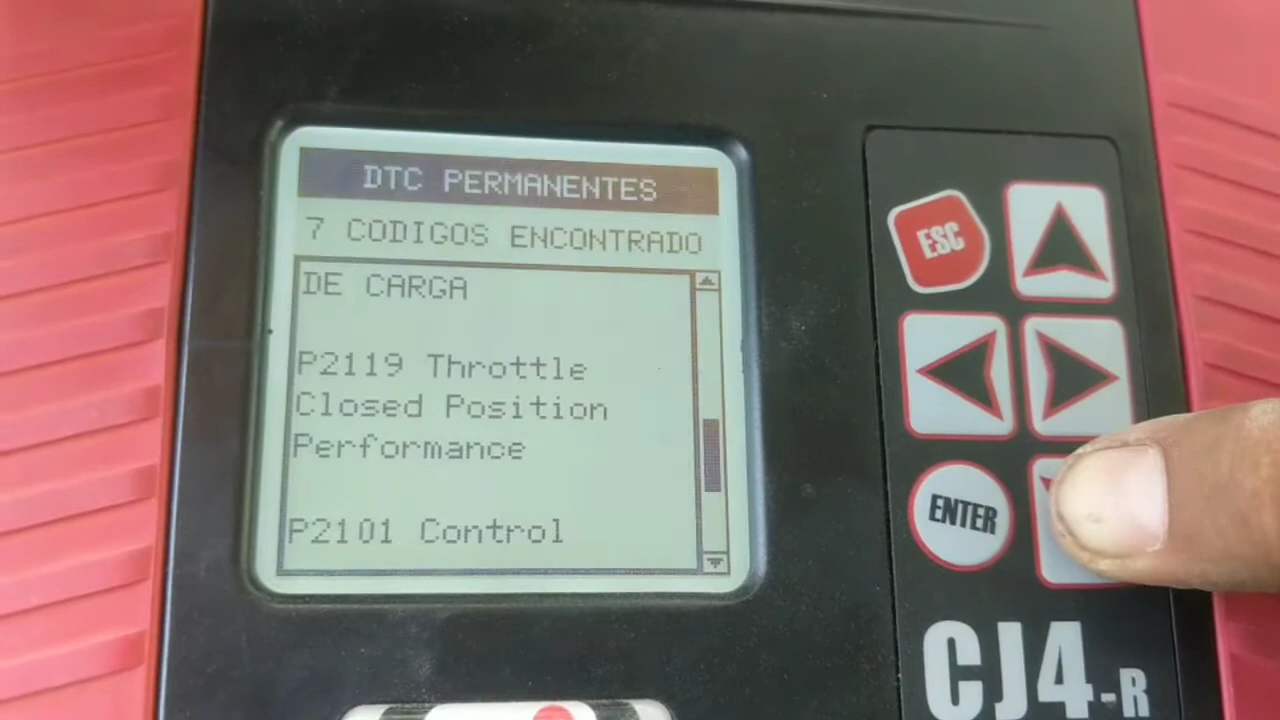 DTC PERMANENTES
7 CODIGOS ENCONTRADO
DE CARGA
P2119 Throttle
Closed Position
Performance
P2101 Control
ESC
ENTER
CJ4-R